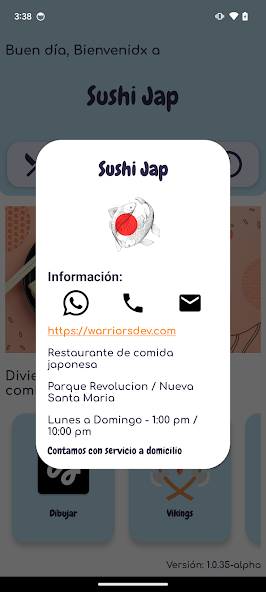 3:38
Buen día, Bienvenidx a
Sushi Jap
Sushi Jap
Información:
https://warriorsdev.com
Restaurante de comida
japonesa
Parque Revolucion / Nueva
Santa Maria
Lunes a Domingo - 1:00 pm /
10:00 pm
Contamos con servicio a domicilio
Divie
com
Dibujar
Vikings
Versión: 1.0.35-alpha